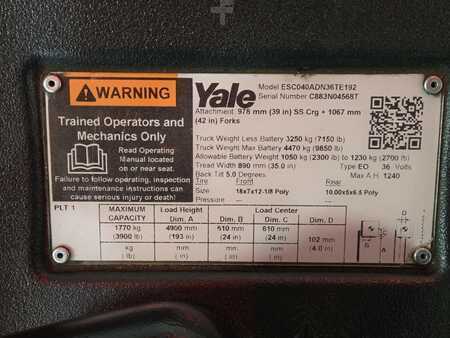 WARNING
Trained Operators and
Mechanics Only
Read Operating
Manual located
on or near seat.
Failure to follow operating, inspection
and maintenance instructions can
cause serious injury or death!
Yale
Model ESC040ADN36TE192
Serial Number C883N04568T
Attachment 978 mm (39 in) SS Crg + 1067 mm
(42 in) Forks
Truck Weight Less Battery 3250 kg (7150 lb)
Truck Weight Max Battery 4470 kg (9850 lb)
Allowable Battery Weight 1050 kg (2300 lb) to 1230 kg (2700 lb)
Tread Width 890 mm (35.0 in) Type EO 36 Volt
Back Tilt 5.0 Degrees Max A.H. 1240
Tire Front Rear
Size 18x7x12-1/8 Poly 10.00x5x6.5 Poly
Pressure -- --
PLT 1
MAXIMUM CAPACITY Load Height Dim. A Dim. B Load Center Dim. C Dim. D
1770 kg 4900 mm 610 mm 610 mm 102 mm
(3900 lb) (193 in) (24 in) (24 in) (4.0 in)
kg mm mm mm
( lb) ( in) ( in) ( in)